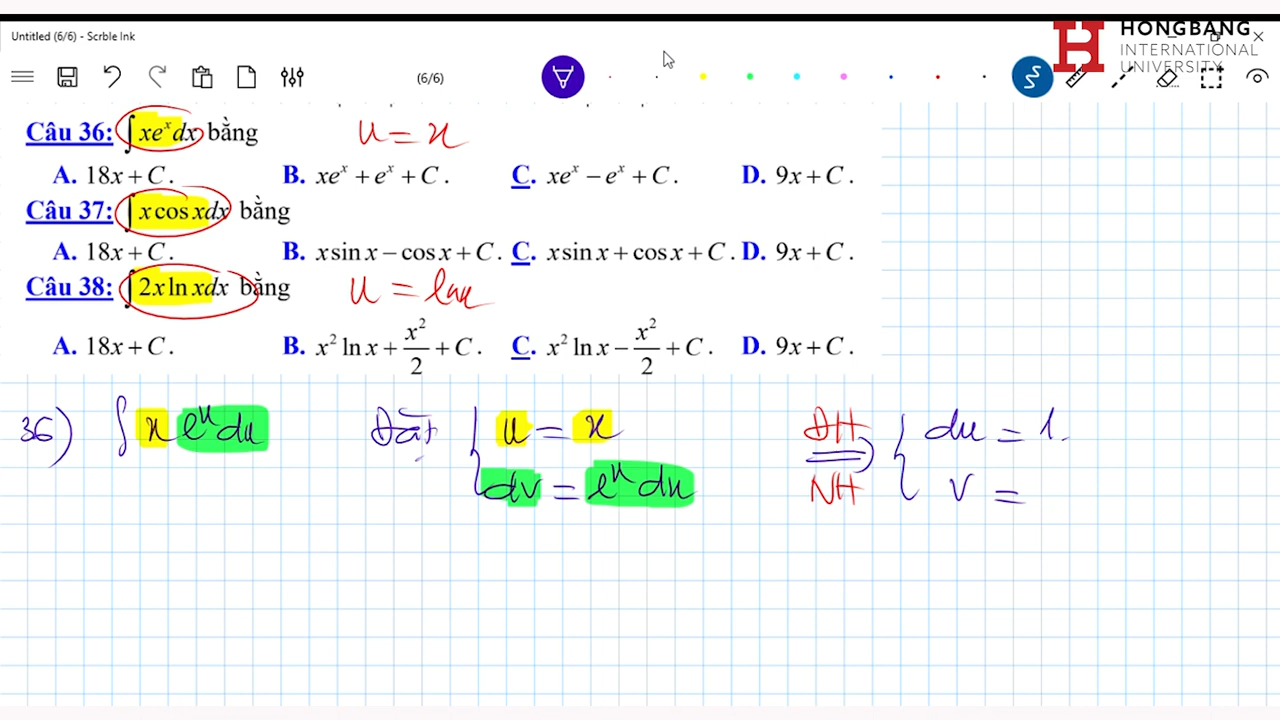 Untitled (6/6) - Scrble Ink
HONGBANG
INTERNATIONAL
UNIVERSITY
(6/6)
Câu 36: ∫xeˣdx bằng u = x
A. 18x + C. B. xeˣ + eˣ + C. C. xeˣ − eˣ + C. D. 9x + C.
Câu 37: ∫x cos xdx bằng
A. 18x + C. B. x sin x − cos x + C. C. x sin x + cos x + C. D. 9x + C.
Câu 38: ∫2x ln xdx bằng u = lnx
A. 18x + C. B. x² ln x + x²/2 + C. C. x² ln x − x²/2 + C. D. 9x + C.
36) ∫ x eˣ dx Đặt { u = x ĐH ⇒ { du = 1.
dv = eˣ dx NH v =